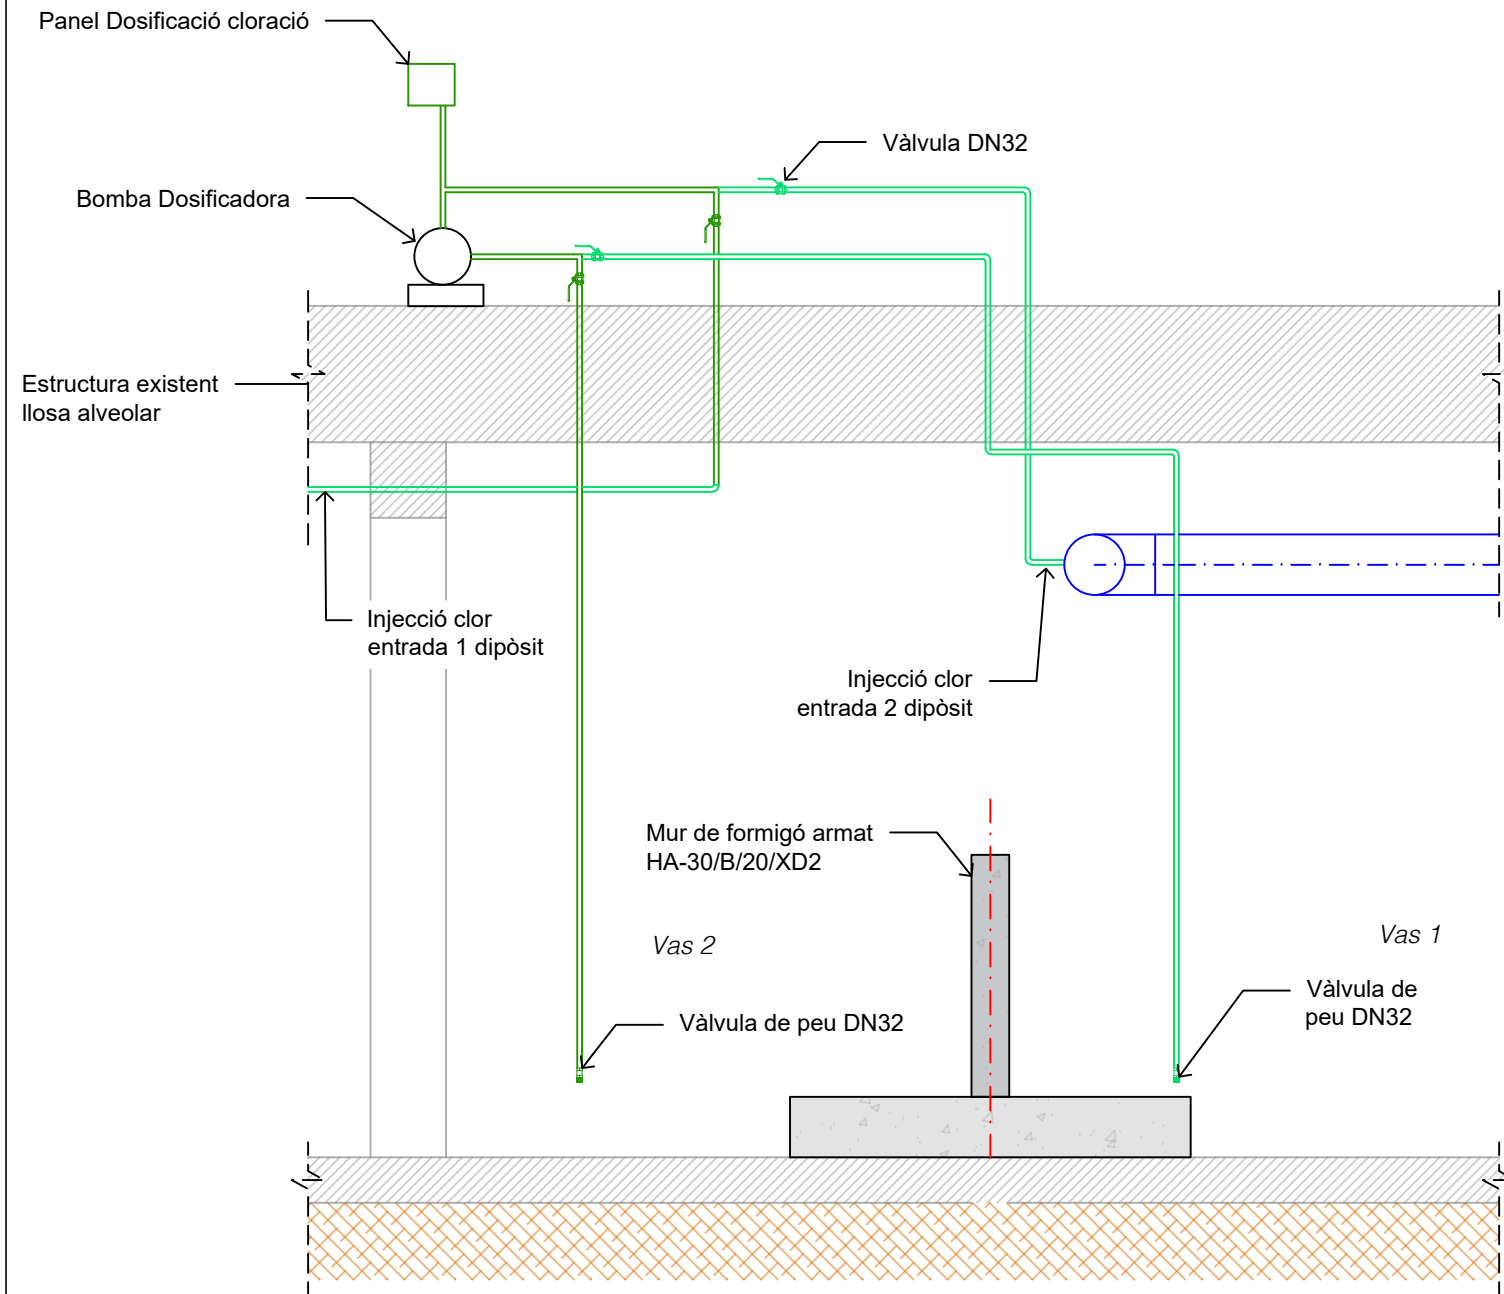 Panel Dosificació cloració
Vàlvula DN32
Bomba Dosificadora
Estructura existent
llosa alveolar
Injecció clor
entrada 1 dipòsit
Injecció clor
entrada 2 dipòsit
Mur de formigó armat
HA-30/B/20/XD2
Vas 2
Vas 1
Vàlvula de peu DN32
Vàlvula de
peu DN32